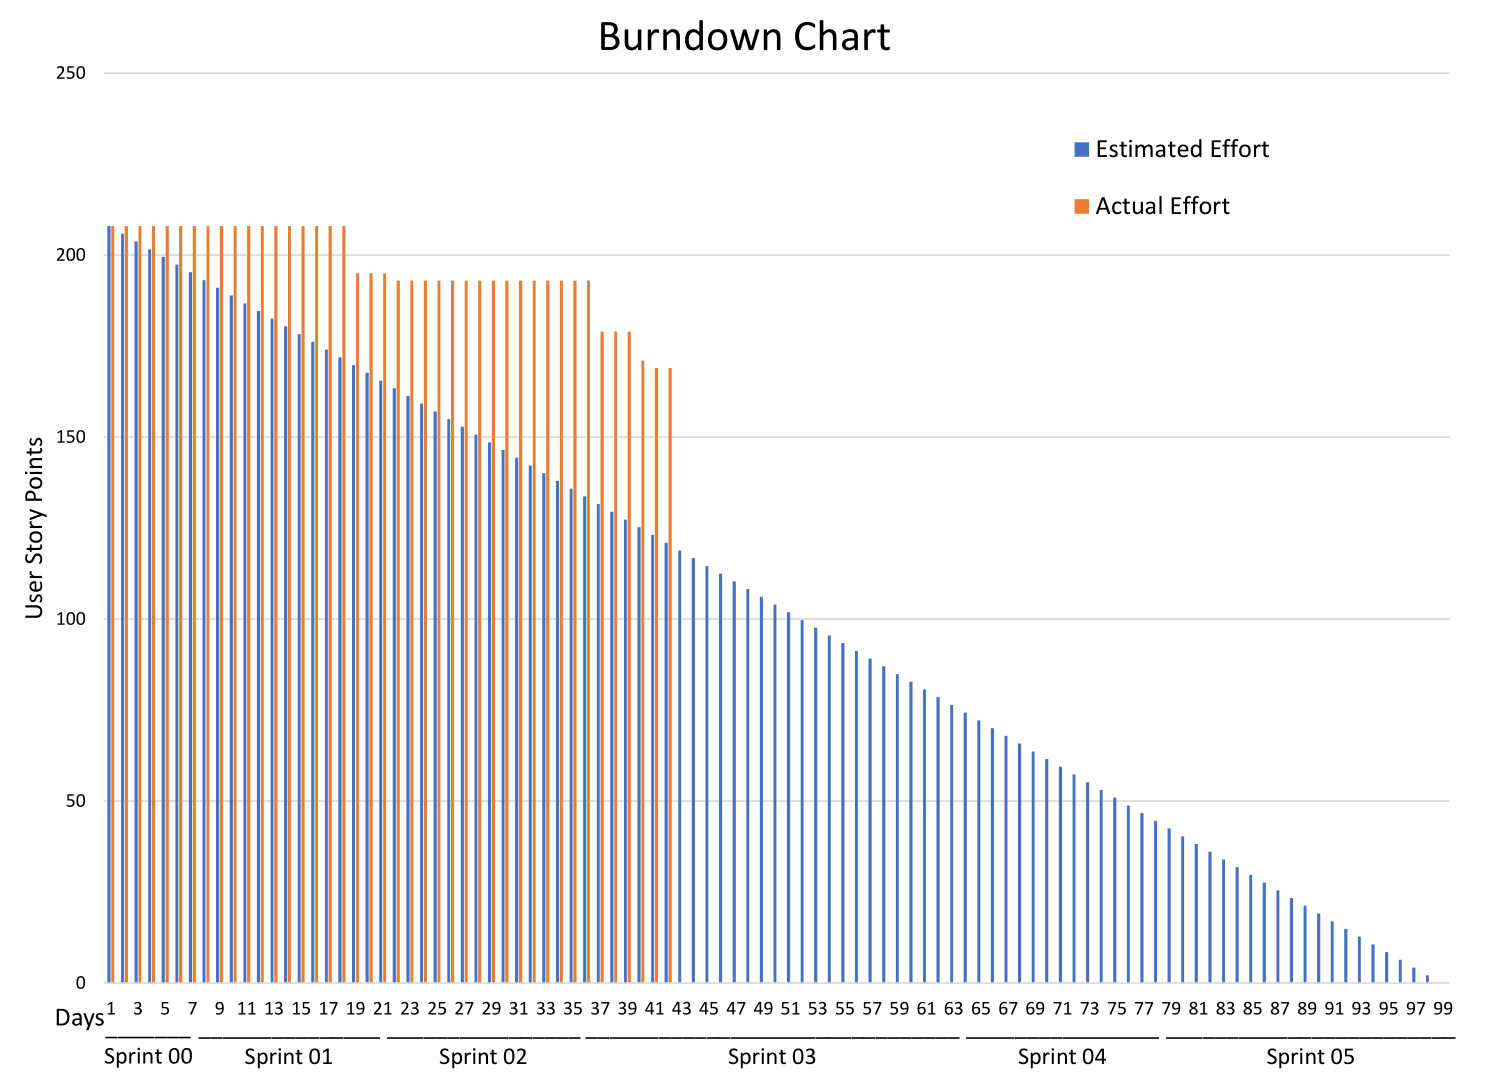 Burndown Chart
250
Estimated Effort
Actual Effort
200
150
User Story Points
100
50
0
1 3 5 7 9 11 13 15 17 19 21 23 25 27 29 31 33 35 37 39 41 43 45 47 49 51 53 55 57 59 61 63 65 67 69 71 73 75 77 79 81 83 85 87 89 91 93 95 97 99
Days
Sprint 00 Sprint 01 Sprint 02 Sprint 03 Sprint 04 Sprint 05